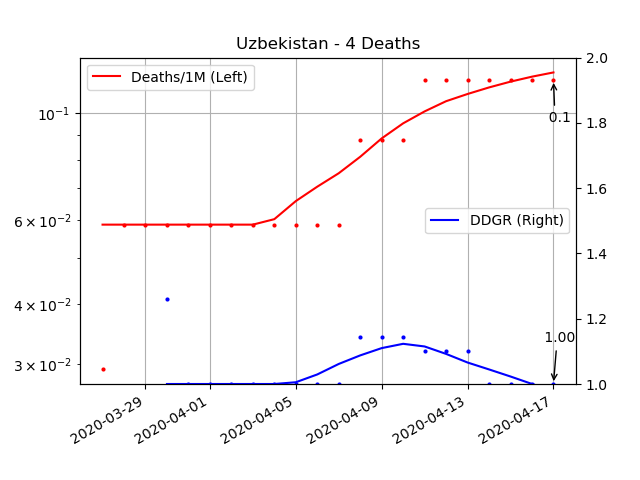 Uzbekistan - 4 Deaths
Deaths/1M (Left)
DDGR (Right)
10⁻¹
6 × 10⁻²
4 × 10⁻²
3 × 10⁻²
2.0
1.8
1.6
1.4
1.2
1.0
0.1
1.00
2020-03-29
2020-04-01
2020-04-05
2020-04-09
2020-04-13
2020-04-17